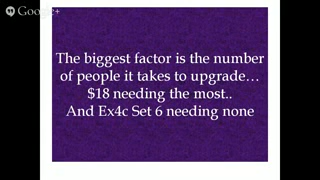 Google+
The biggest factor is the number
of people it takes to upgrade…
$18 needing the most..
And Ex4c Set 6 needing none